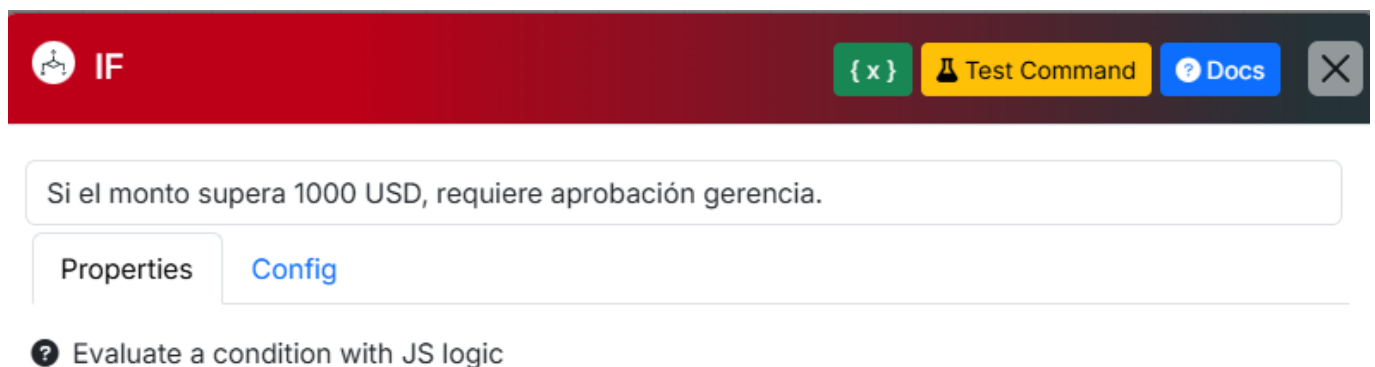 IF
{ x } Test Command ? Docs
Si el monto supera 1000 USD, requiere aprobación gerencia.
Properties Config
? Evaluate a condition with JS logic